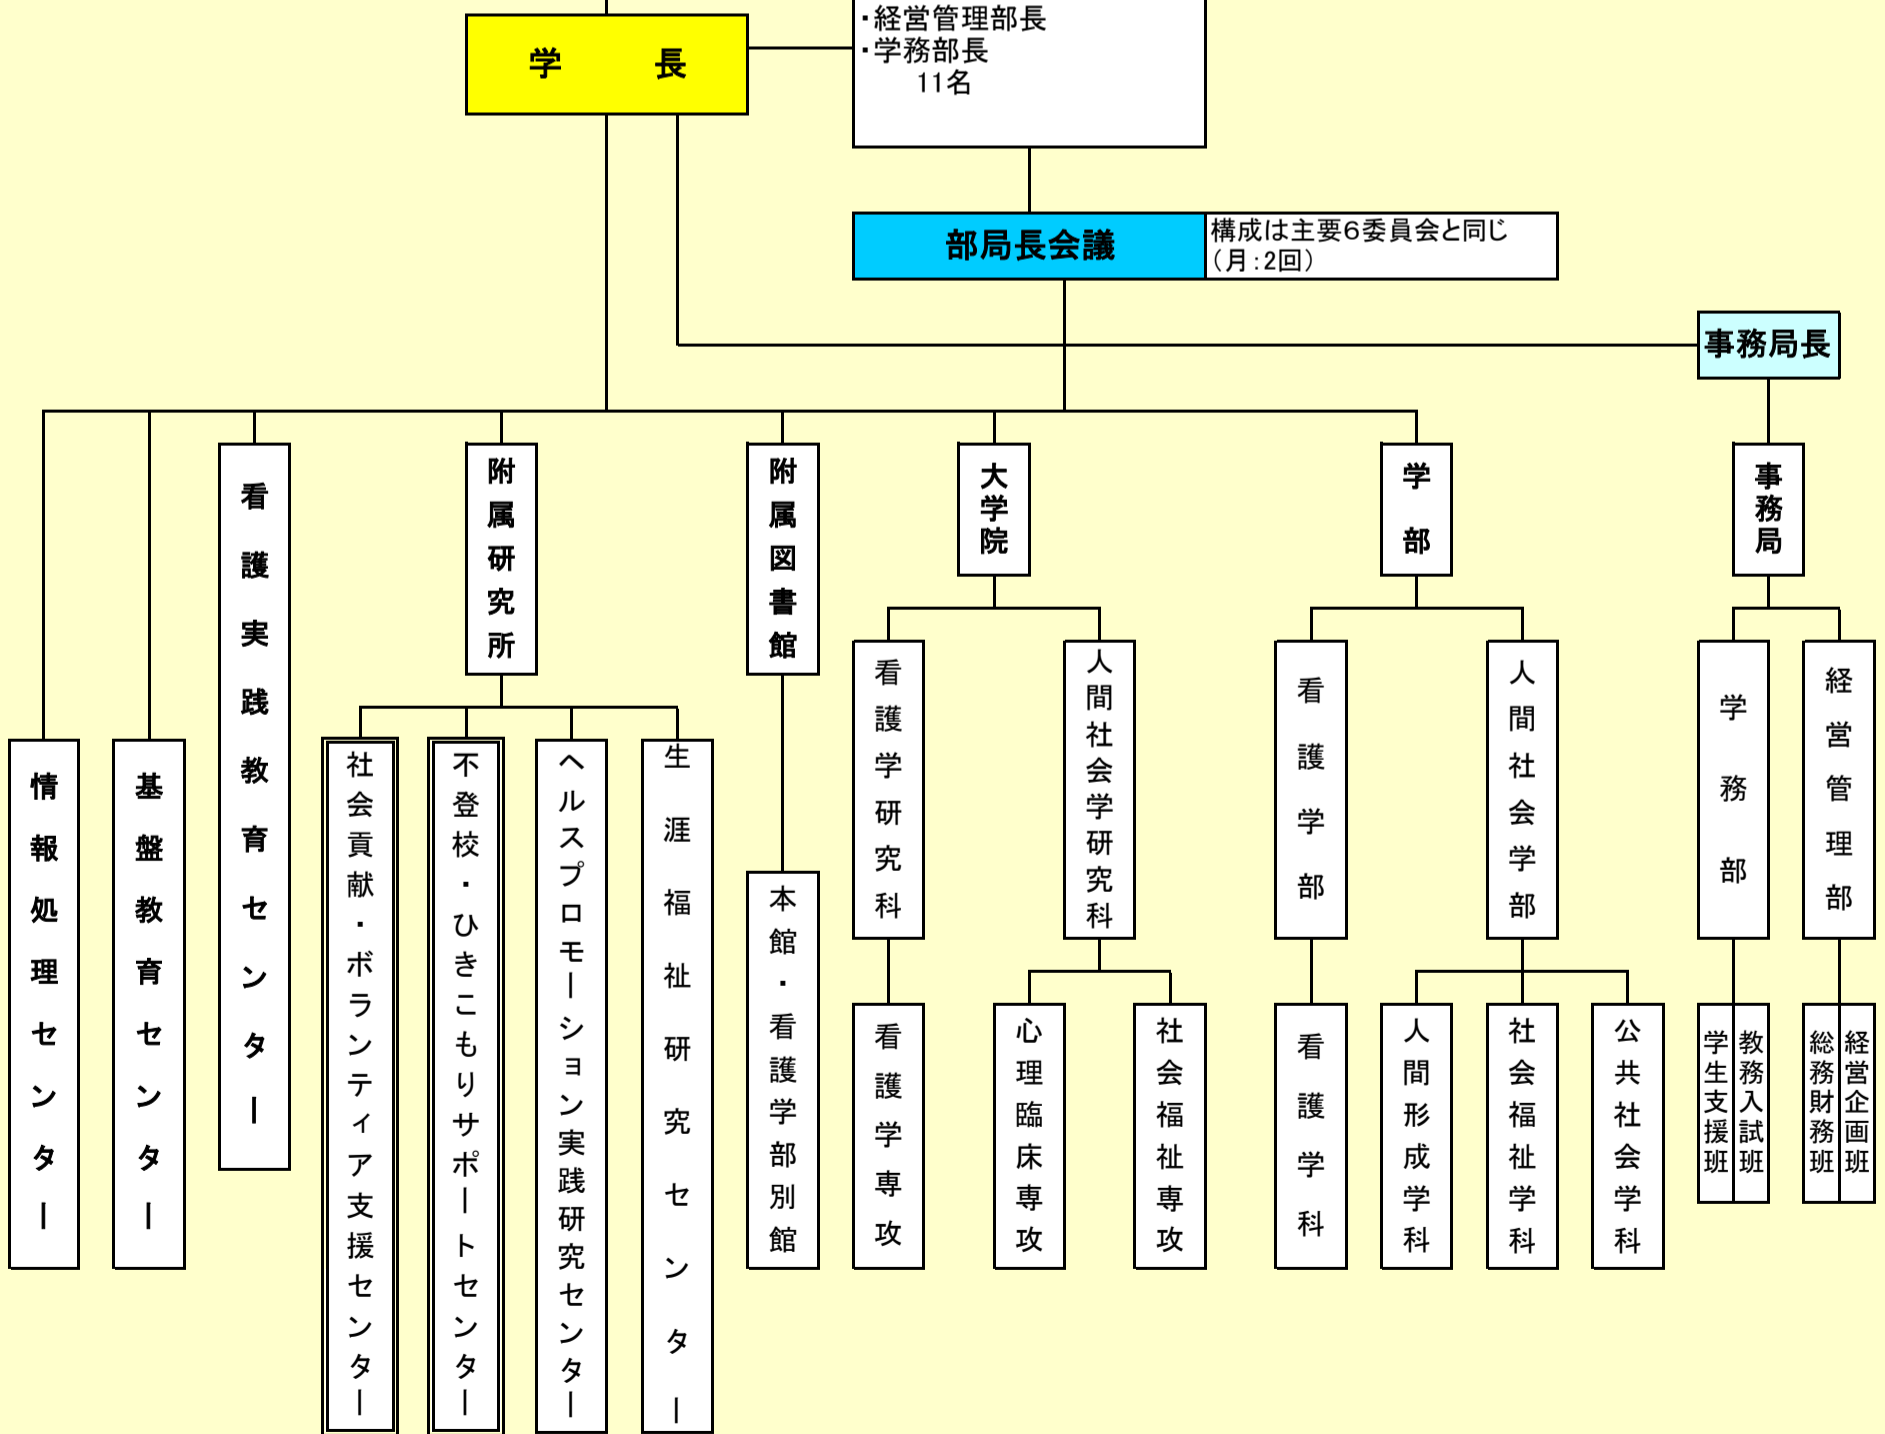 ・経営管理部長
・学務部長
11名
学 長
部局長会議
構成は主要6委員会と同じ
（月：2回）
事務局長
看護実践教育センター
附属研究所
附属図書館
大学院
学部
事務局
看護学研究科
人間社会学研究科
看護学部
人間社会学部
学務部
経営管理部
情報処理センター
基盤教育センター
社会貢献・ボランティア支援センター
不登校・ひきこもりサポートセンター
ヘルスプロモーション実践研究センター
生涯福祉研究センター
本館・看護学部別館
看護学専攻
心理臨床専攻
社会福祉専攻
看護学科
人間形成学科
社会福祉学科
公共社会学科
学生支援班
教務入試班
総務財務班
経営企画班